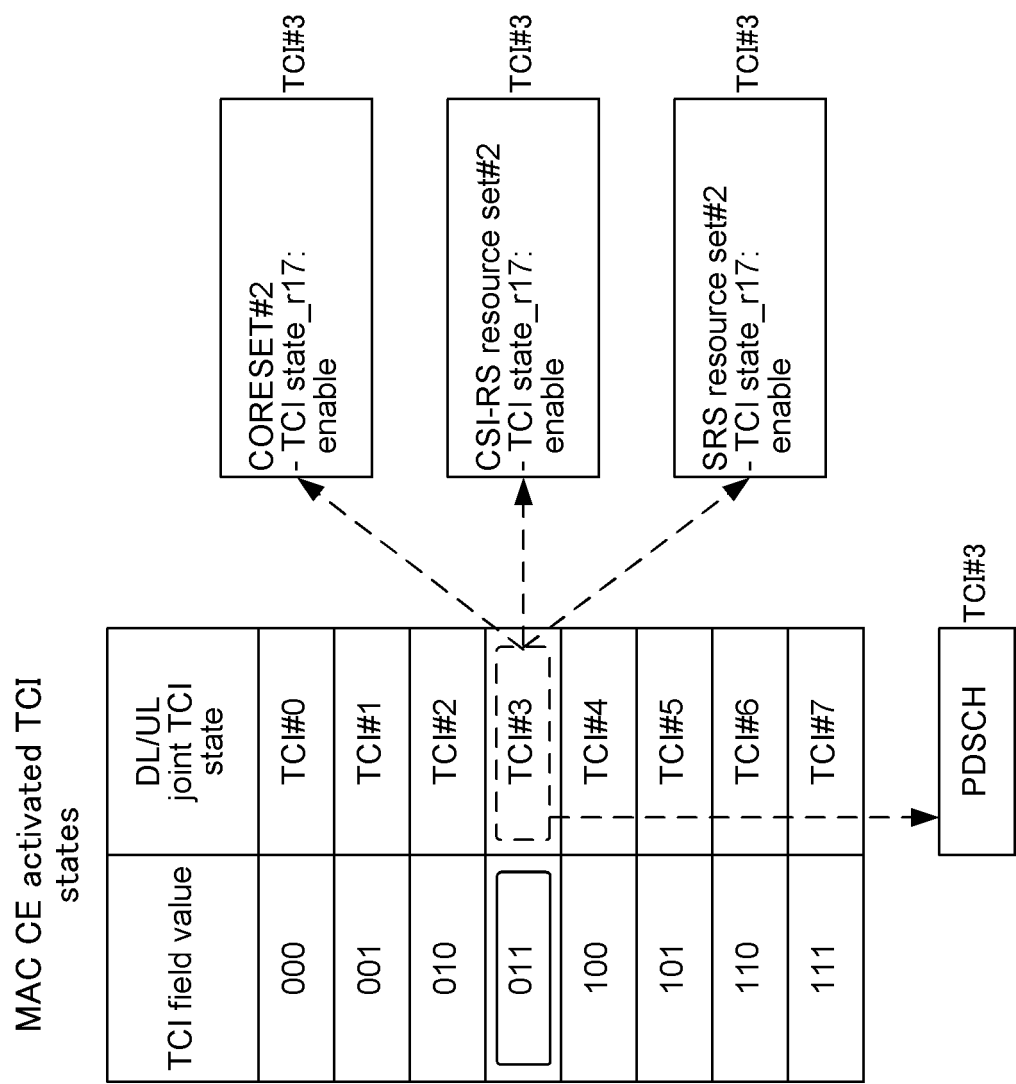 MAC CE activated TCI
states
TCI field value
DL/UL
joint TCI
state
000
TCI#0
001
TCI#1
010
TCI#2
011
TCI#3
100
TCI#4
101
TCI#5
110
TCI#6
111
TCI#7
CORESET#2
- TCI state_r17:
enable
TCI#3
CSI-RS resource set#2
- TCI state_r17:
enable
TCI#3
SRS resource set#2
- TCI state_r17:
enable
TCI#3
PDSCH
TCI#3